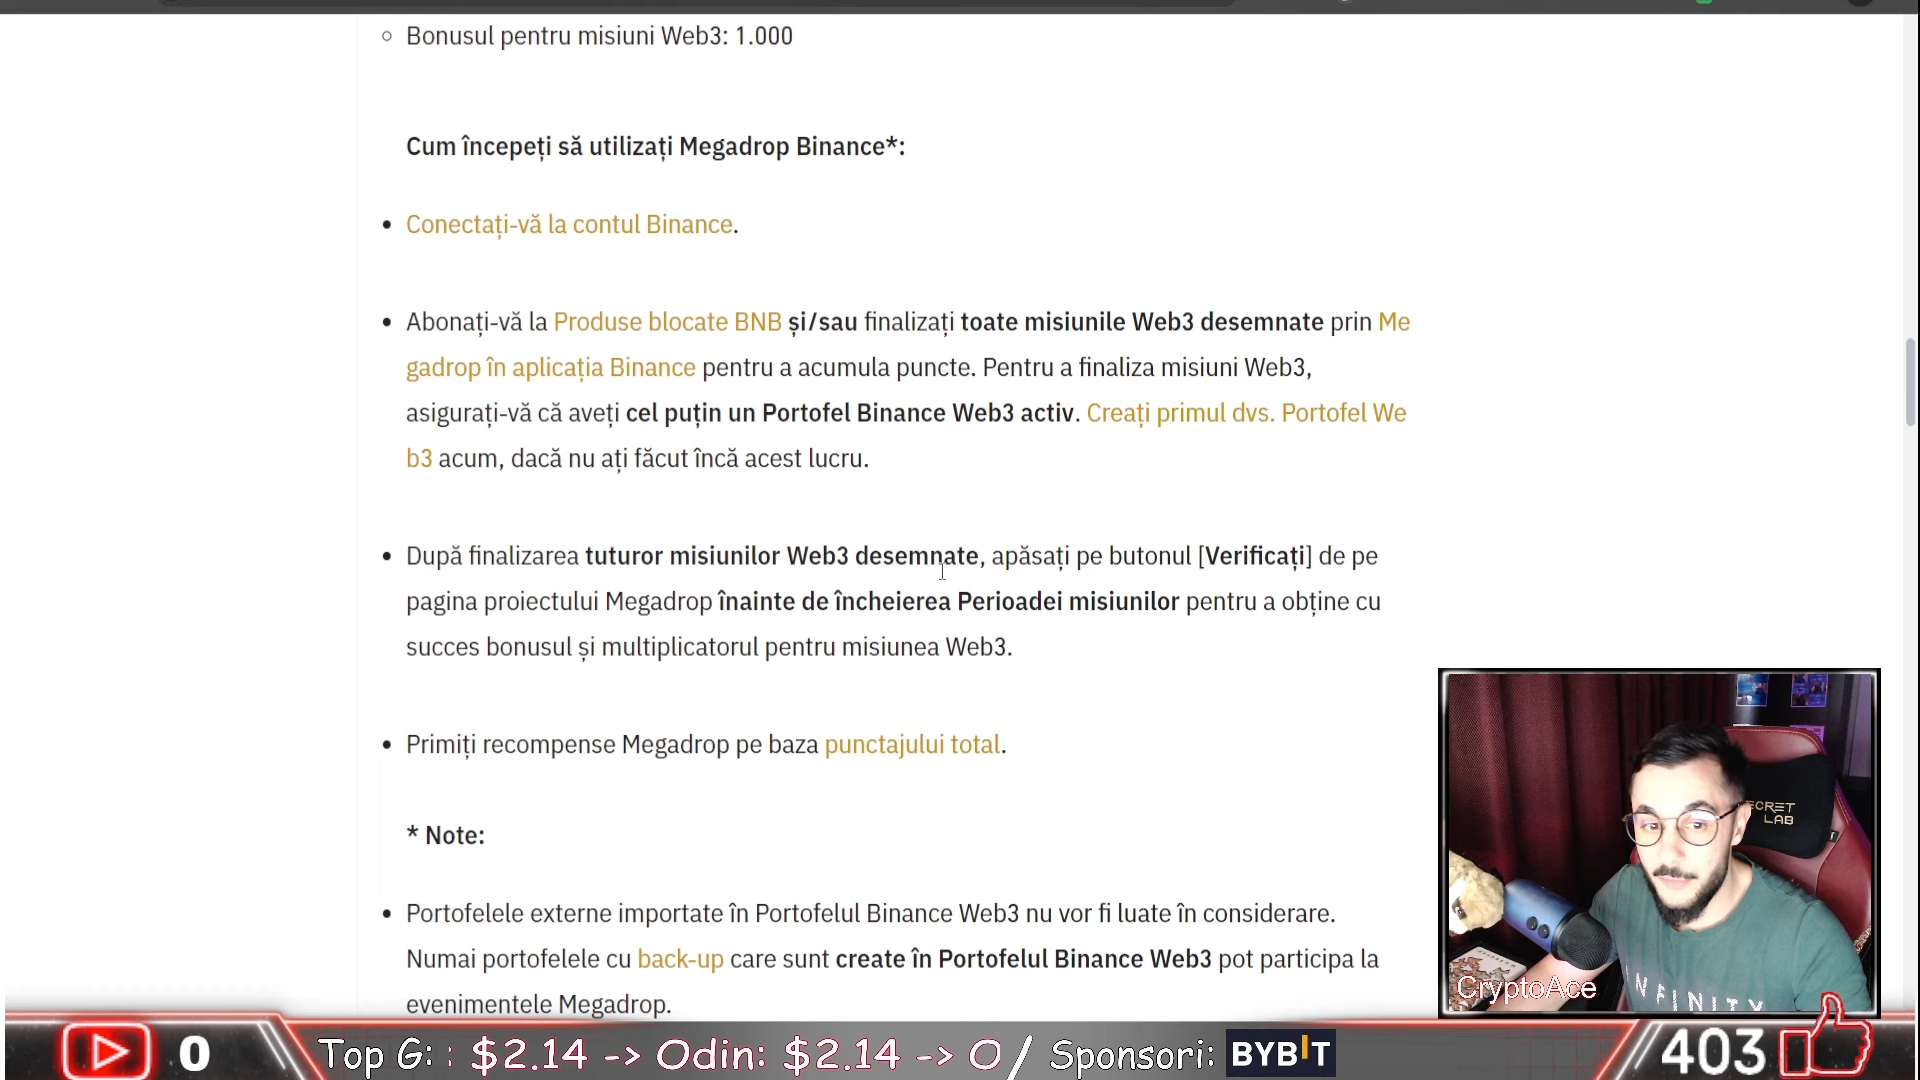 Bonusul pentru misiuni Web3: 1.000
Cum începeți să utilizați Megadrop Binance*:
Conectați-vă la contul Binance.
Abonați-vă la Produse blocate BNB și/sau finalizați toate misiunile Web3 desemnate prin Me
gadrop în aplicația Binance pentru a acumula puncte. Pentru a finaliza misiuni Web3,
asigurați-vă că aveți cel puțin un Portofel Binance Web3 activ. Creați primul dvs. Portofel We
b3 acum, dacă nu ați făcut încă acest lucru.
După finalizarea tuturor misiunilor Web3 desemnate, apăsați pe butonul [Verificați] de pe
pagina proiectului Megadrop înainte de încheierea Perioadei misiunilor pentru a obține cu
succes bonusul și multiplicatorul pentru misiunea Web3.
Primiți recompense Megadrop pe baza punctajului total.
* Note:
Portofelele externe importate în Portofelul Binance Web3 nu vor fi luate în considerare.
Numai portofelele cu back-up care sunt create în Portofelul Binance Web3 pot participa la
evenimentele Megadrop.
ECRET
LAB
INFINITY
CryptoAce
0
Top G: : $2.14 -> Odin: $2.14 -> O / Sponsori: BYBIT
403